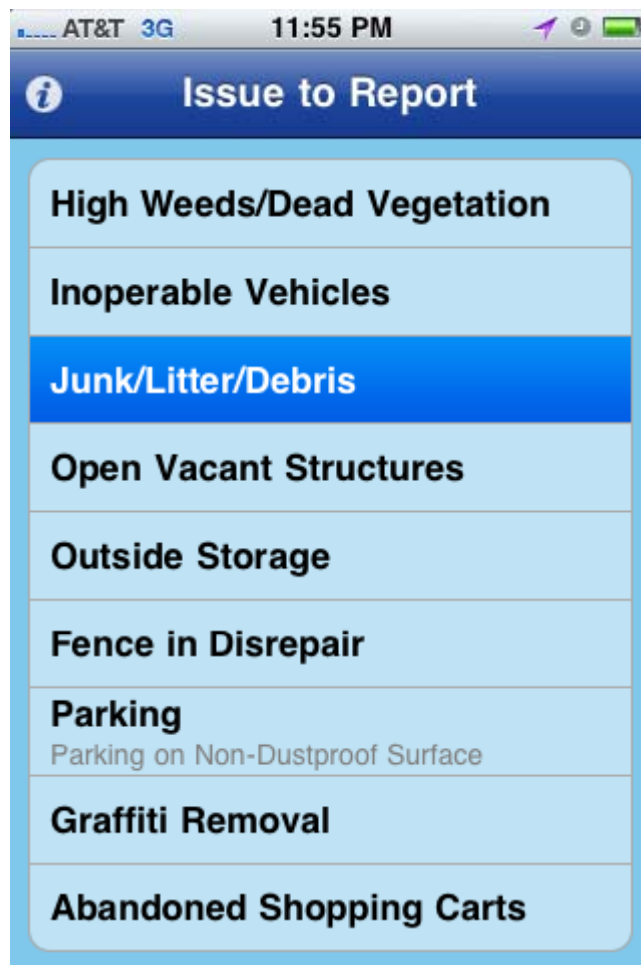 AT&T 3G 11:55 PM
Issue to Report
High Weeds/Dead Vegetation
Inoperable Vehicles
Junk/Litter/Debris
Open Vacant Structures
Outside Storage
Fence in Disrepair
Parking
Parking on Non-Dustproof Surface
Graffiti Removal
Abandoned Shopping Carts